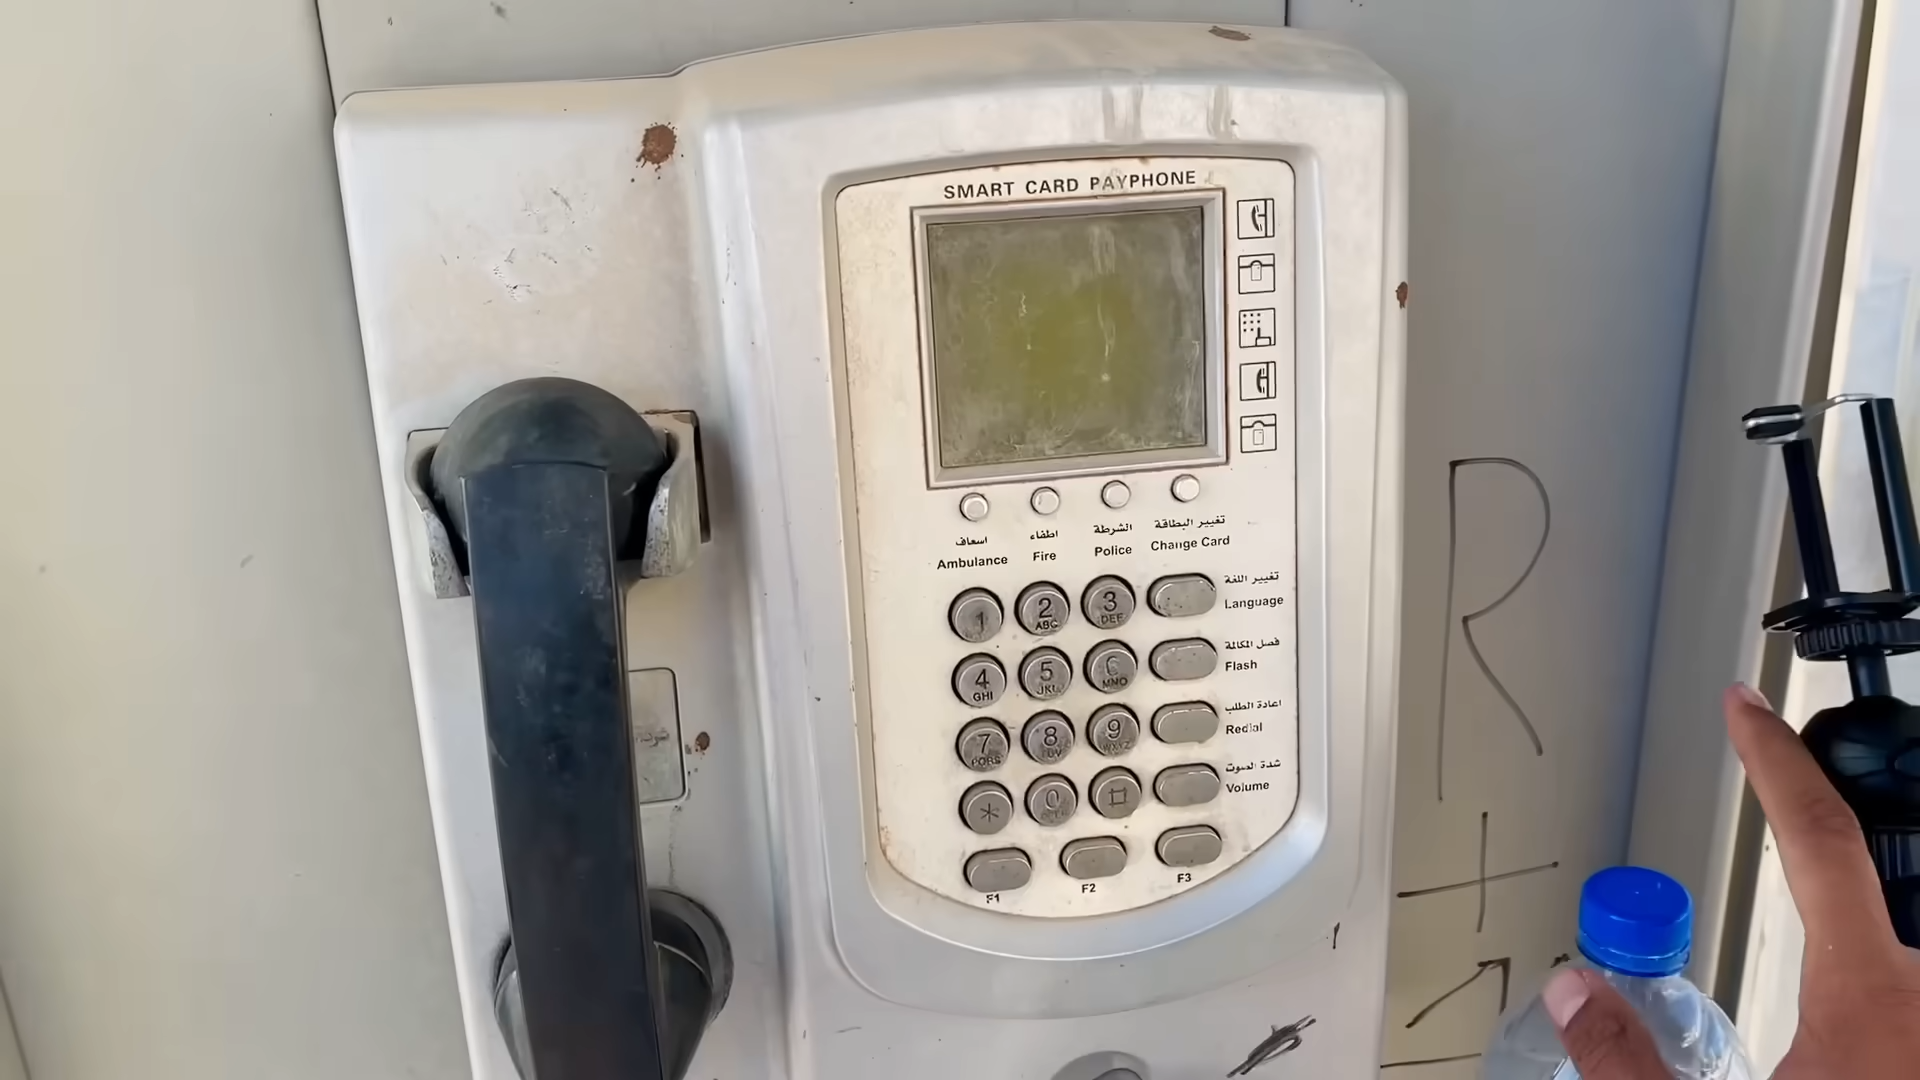 SMART CARD PAYPHONE
اسعاف
Ambulance
اطفاء
Fire
الشرطة
Police
تغيير البطاقة
Change Card
1
2
ABC
3
DEF
تغيير اللغة
Language
4
GHI
5
JKL
6
MNO
فصل المكالمة
Flash
7
PQRS
8
TUV
9
WXYZ
اعادة الطلب
Redial
*
0
#
شدة الصوت
Volume
F1
F2
F3
R
+